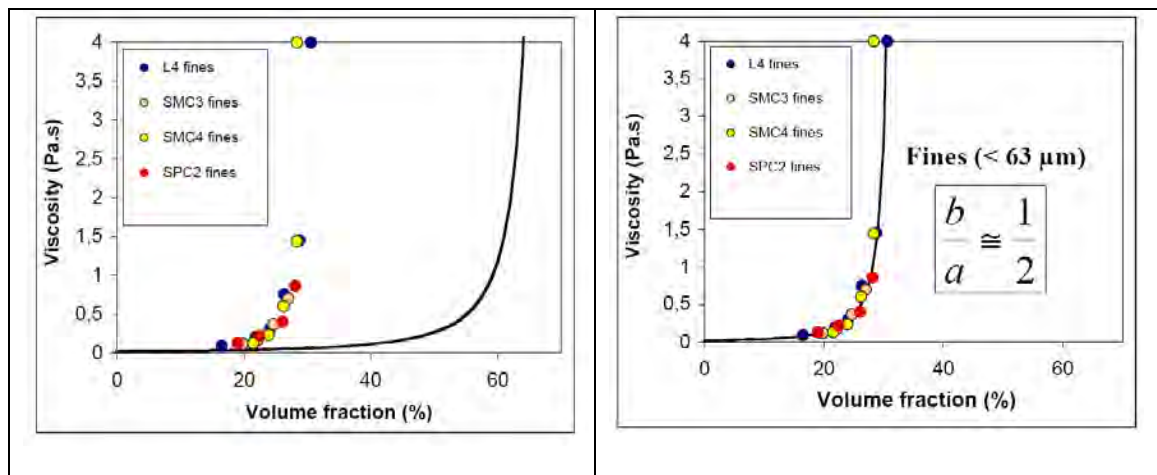 4
3,5
3
2,5
2
1,5
1
0,5
0
Viscosity (Pa.s)
L4 fines
SMC3 fines
SMC4 fines
SPC2 fines
0 20 40 60
Volume fraction (%)
4
3,5
3
2,5
2
1,5
1
0,5
0
Viscosity (Pa.s)
L4 fines
SMC3 fines
SMC4 fines
SPC2 fines
Fines (< 63 µm)
b/a ≅ 1/2
0 20 40 60
Volume fraction (%)